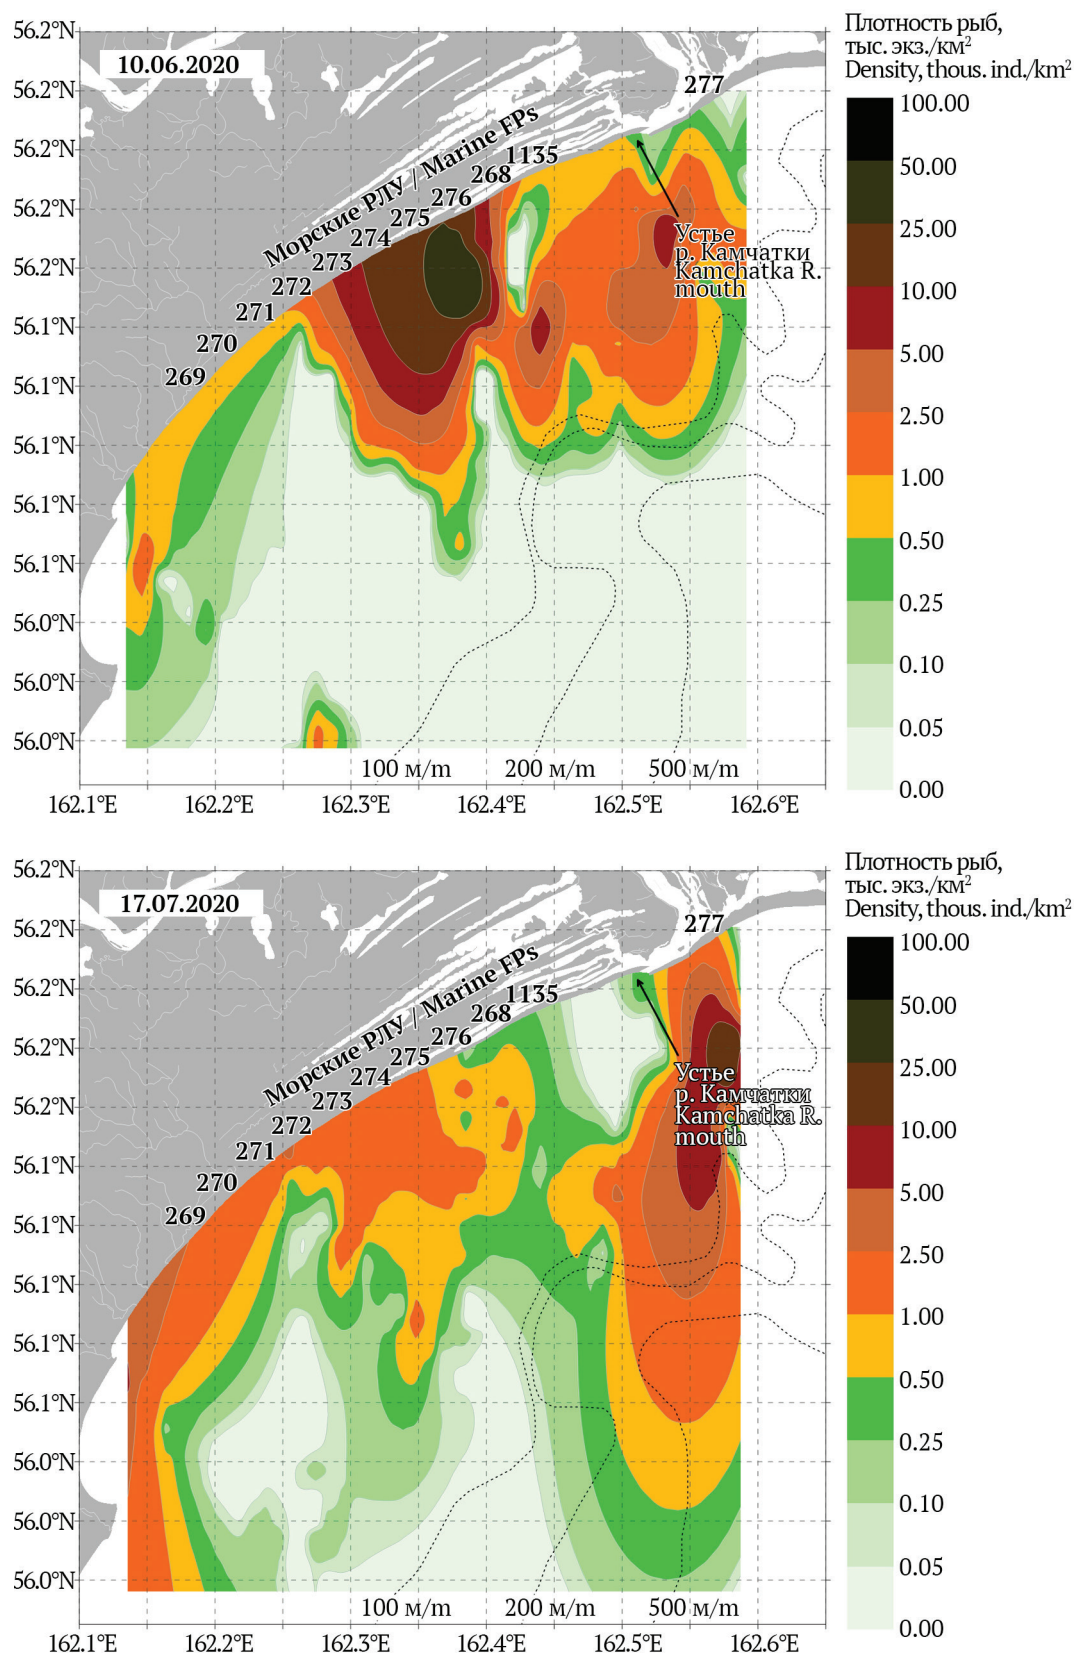 Плотность рыб,
тыс. экз./км²
Density, thous. ind./km²
10.06.2020
56.2°N
56.2°N
56.2°N
56.2°N
56.2°N
56.1°N
56.1°N
56.1°N
56.1°N
56.1°N
56.0°N
56.0°N
56.0°N
277
Морские РЛУ / Marine FPs
1135
268
276
275
274
273
272
271
270
269
Устье
р. Камчатки
Kamchatka R.
mouth
100.00
50.00
25.00
10.00
5.00
2.50
1.00
0.50
0.25
0.10
0.05
0.00
100 м/m
200 м/m
500 м/m
162.1°E
162.2°E
162.3°E
162.4°E
162.5°E
162.6°E
Плотность рыб,
тыс. экз./км²
Density, thous. ind./km²
17.07.2020
56.2°N
56.2°N
56.2°N
56.2°N
56.2°N
56.1°N
56.1°N
56.1°N
56.1°N
56.1°N
56.0°N
56.0°N
56.0°N
277
Морские РЛУ / Marine FPs
1135
268
276
275
274
273
272
271
270
269
Устье
р. Камчатки
Kamchatka R.
mouth
100.00
50.00
25.00
10.00
5.00
2.50
1.00
0.50
0.25
0.10
0.05
0.00
100 м/m
200 м/m
500 м/m
162.1°E
162.2°E
162.3°E
162.4°E
162.5°E
162.6°E